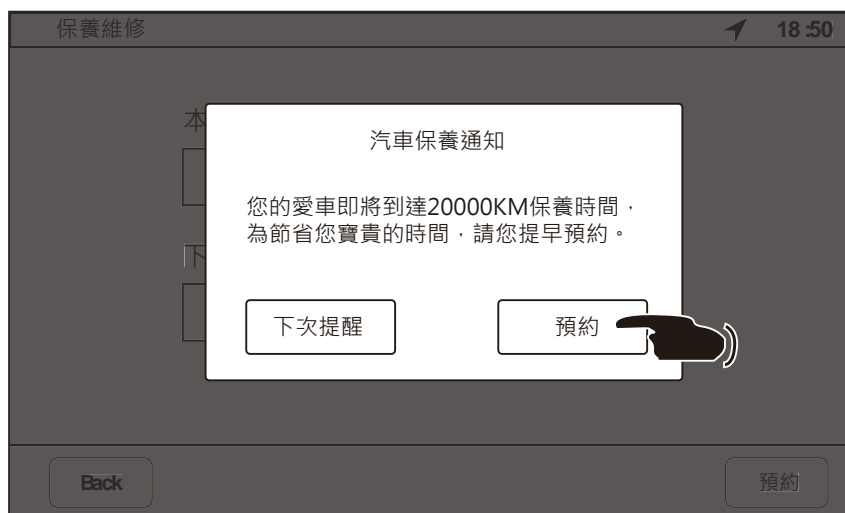 保養維修
18:50
本
汽車保養通知
您的愛車即將到達20000KM保養時間，
為節省您寶貴的時間，請您提早預約。
下
下次提醒
預約
Back
預約